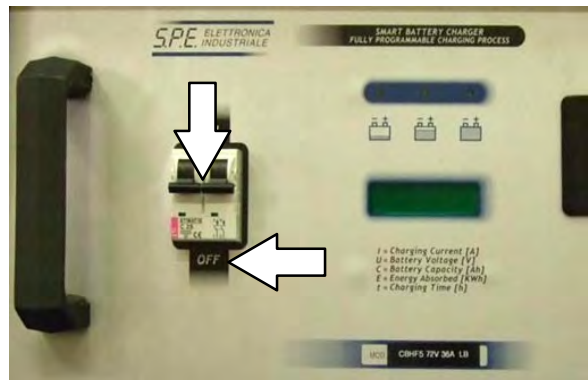 S.P.E. ELETTRONICA
INDUSTRIALE
SMART BATTERY CHARGER
FULLY PROGRAMMABLE CHARGING PROCESS
OFF
I = Charging Current [A]
U = Battery Voltage [V]
C = Battery Capacity [Ah]
E = Energy Absorbed [KWh]
t = Charging Time [h]
MOD CBHF5 72V 36A LB